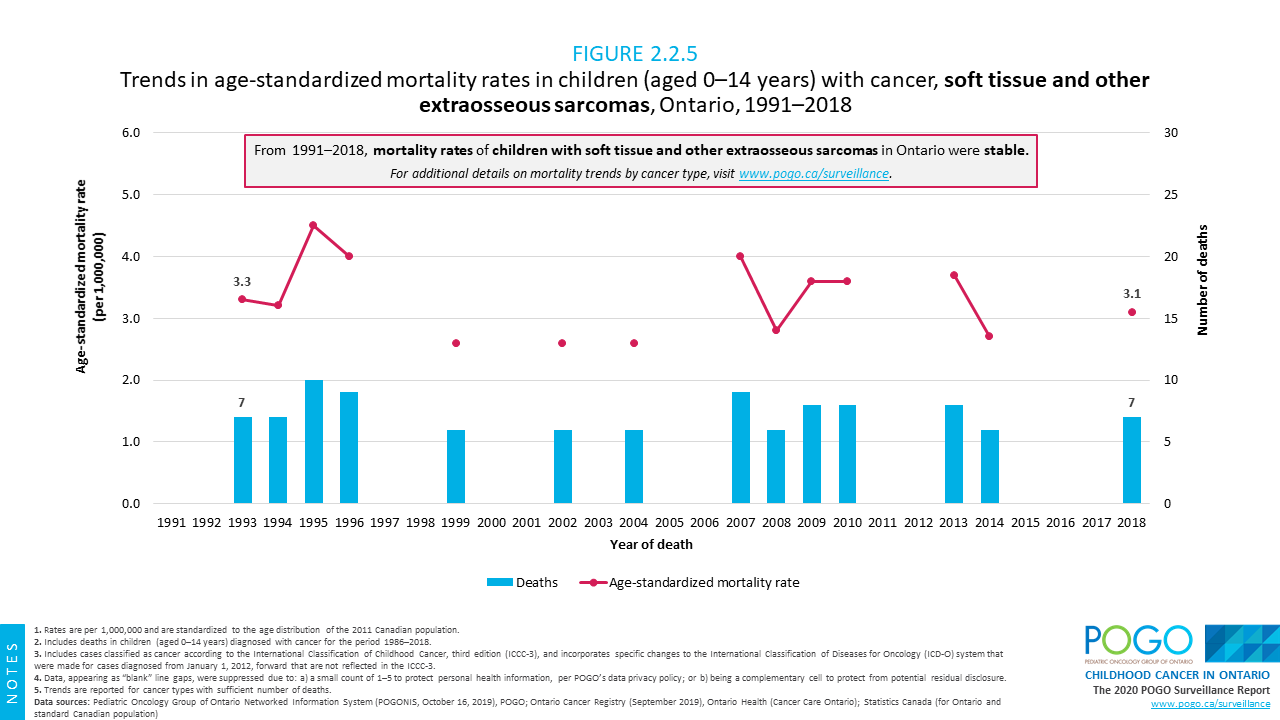 FIGURE 2.2.5
Trends in age-standardized mortality rates in children (aged 0–14 years) with cancer, soft tissue and other
extraosseous sarcomas, Ontario, 1991–2018
From 1991–2018, mortality rates of children with soft tissue and other extraosseous sarcomas in Ontario were stable.
For additional details on mortality trends by cancer type, visit www.pogo.ca/surveillance.
Age-standardized mortality rate
(per 1,000,000)
6.0
5.0
4.0
3.0
2.0
1.0
0.0
3.3
7
3.1
7
30
25
20
15
10
5
0
Number of deaths
1991 1992 1993 1994 1995 1996 1997 1998 1999 2000 2001 2002 2003 2004 2005 2006 2007 2008 2009 2010 2011 2012 2013 2014 2015 2016 2017 2018
Year of death
Deaths Age-standardized mortality rate
NOTES
1. Rates are per 1,000,000 and are standardized to the age distribution of the 2011 Canadian population.
2. Includes deaths in children (aged 0–14 years) diagnosed with cancer for the period 1986–2018.
3. Includes cases classified as cancer according to the International Classification of Childhood Cancer, third edition (ICCC-3), and incorporates specific changes to the International Classification of Diseases for Oncology (ICD-O) system that
were made for cases diagnosed from January 1, 2012, forward that are not reflected in the ICCC-3.
4. Data, appearing as “blank” line gaps, were suppressed due to: a) a small count of 1–5 to protect personal health information, per POGO’s data privacy policy; or b) being a complementary cell to protect from potential residual disclosure.
5. Trends are reported for cancer types with sufficient number of deaths.
Data sources: Pediatric Oncology Group of Ontario Networked Information System (POGONIS, October 16, 2019), POGO; Ontario Cancer Registry (September 2019), Ontario Health (Cancer Care Ontario); Statistics Canada (for Ontario and
standard Canadian population)
POGO
PEDIATRIC ONCOLOGY GROUP OF ONTARIO
CHILDHOOD CANCER IN ONTARIO
The 2020 POGO Surveillance Report
www.pogo.ca/surveillance